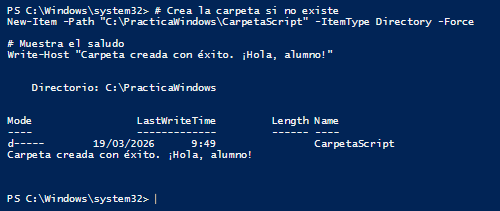 PS C:\Windows\system32> # Crea la carpeta si no existe
New-Item -Path "C:\PracticaWindows\CarpetaScript" -ItemType Directory -Force
# Muestra el saludo
Write-Host "Carpeta creada con éxito. ¡Hola, alumno!"
Directorio: C:\PracticaWindows
Mode LastWriteTime Length Name
---- ------------- ------ ----
d----- 19/03/2026 9:49 CarpetaScript
Carpeta creada con éxito. ¡Hola, alumno!
PS C:\Windows\system32>